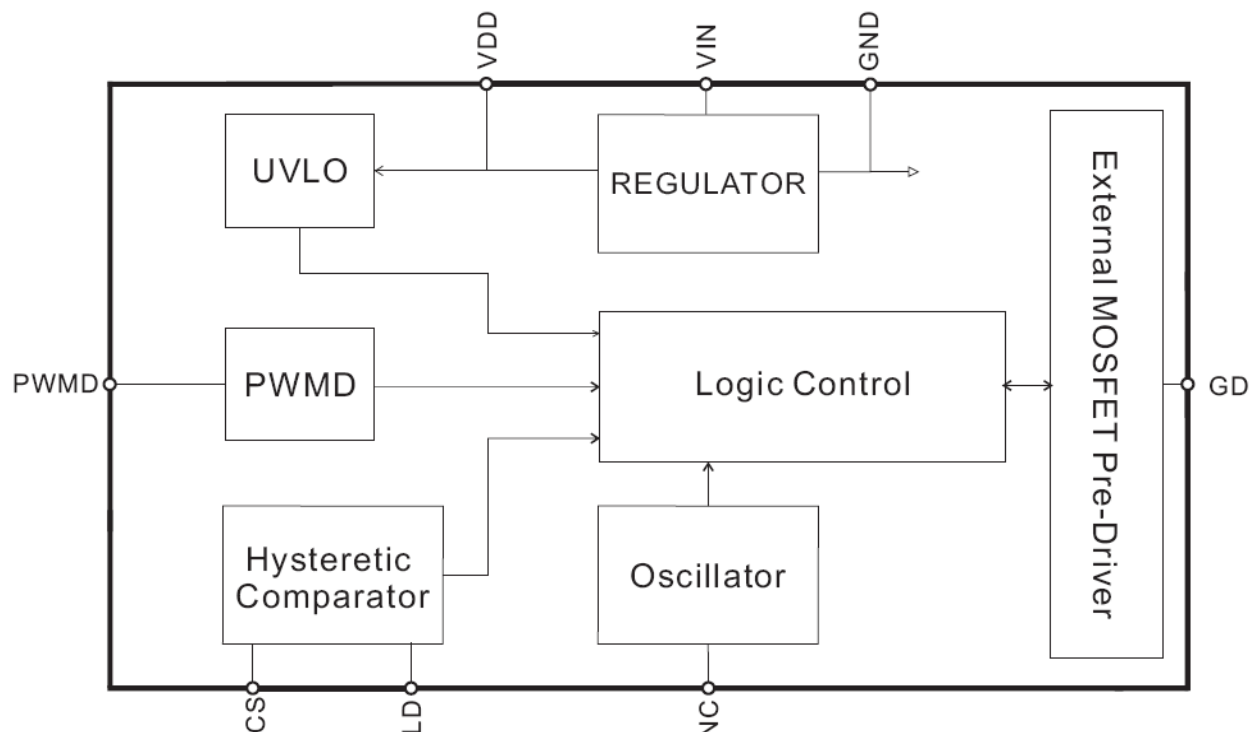 VDD
VIN
GND
UVLO
REGULATOR
External MOSFET Pre-Driver
PWMD
PWMD
Logic Control
GD
Hysteretic
Comparator
Oscillator
CS
LD
NC